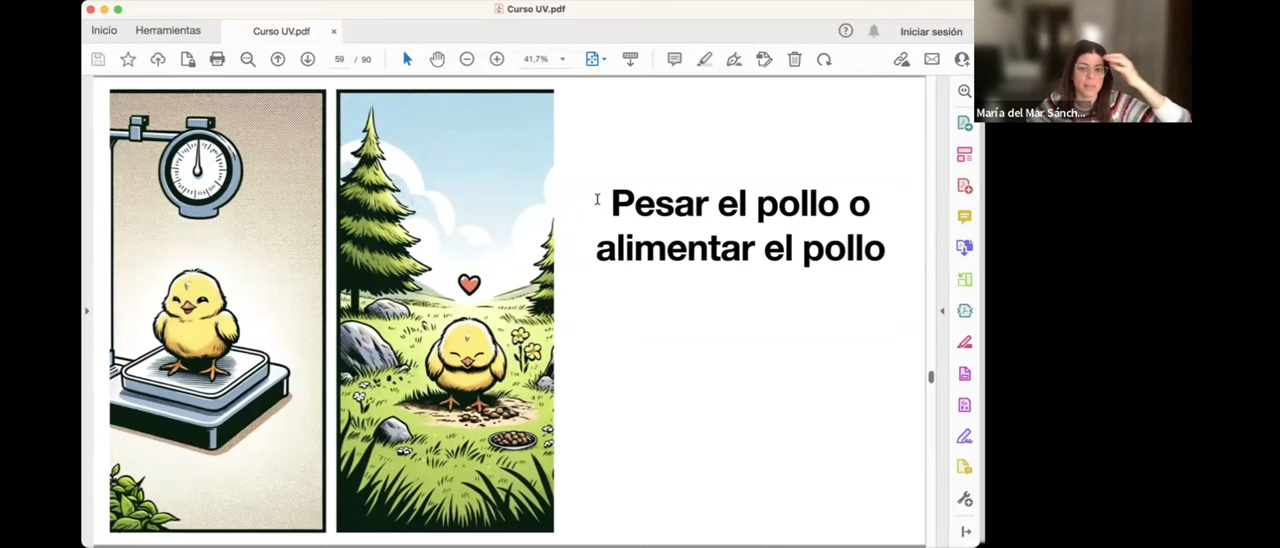 Curso UV.pdf
Inicio
Herramientas
Curso UV.pdf
Iniciar sesión
59 / 90
41,7%
María del Mar Sánch...
Pesar el pollo o
alimentar el pollo